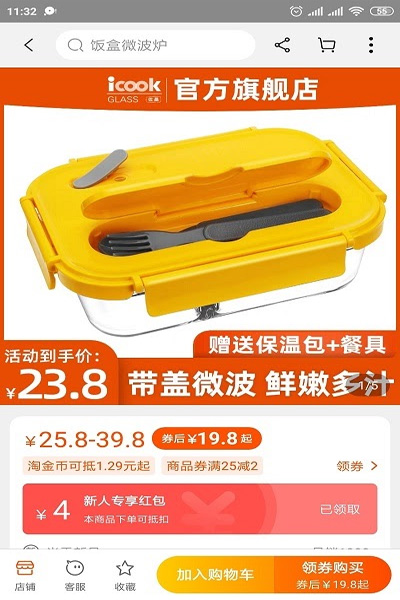 11:32
55
饭盒微波炉
icook
GLASS
官方旗舰店
赠送保温包+餐具
活动到手价：
¥23.8
带盖微波 鲜嫩多汁
1/5
¥25.8-39.8 券后¥19.8起
淘金币可抵1.29元起 商品券满25减2 领券 >
¥4 新人专享红包
本商品下单可抵扣
已领取
店铺
客服
收藏
加入购物车
领券购买
券后¥19.8起